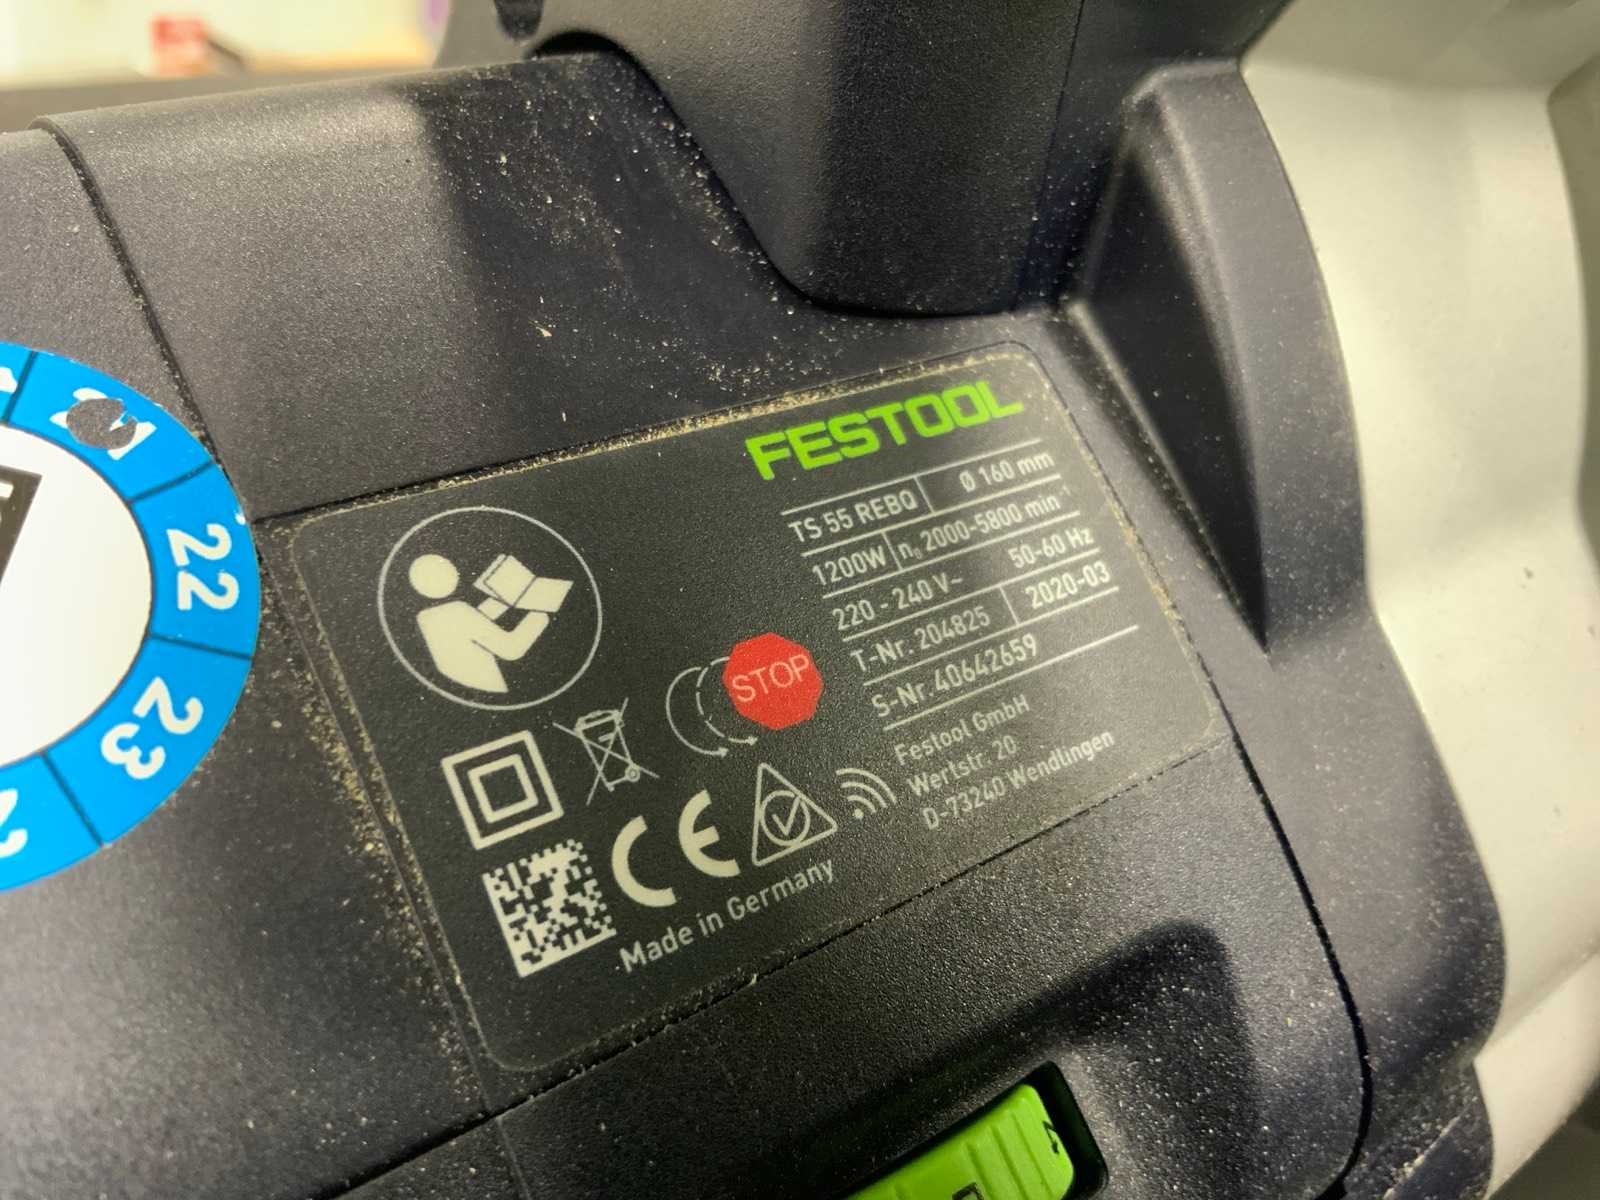 FESTOOL
TS 55 REBQ Ø 160 mm
1200W n₀ 2000-5800 min⁻¹
220 - 240 V~ 50-60 Hz
T-Nr. 204825 2020-03
S-Nr. 40642659
Festool GmbH
Wertstr. 20
D-73240 Wendlingen
STOP
CE
Made in Germany
22
23